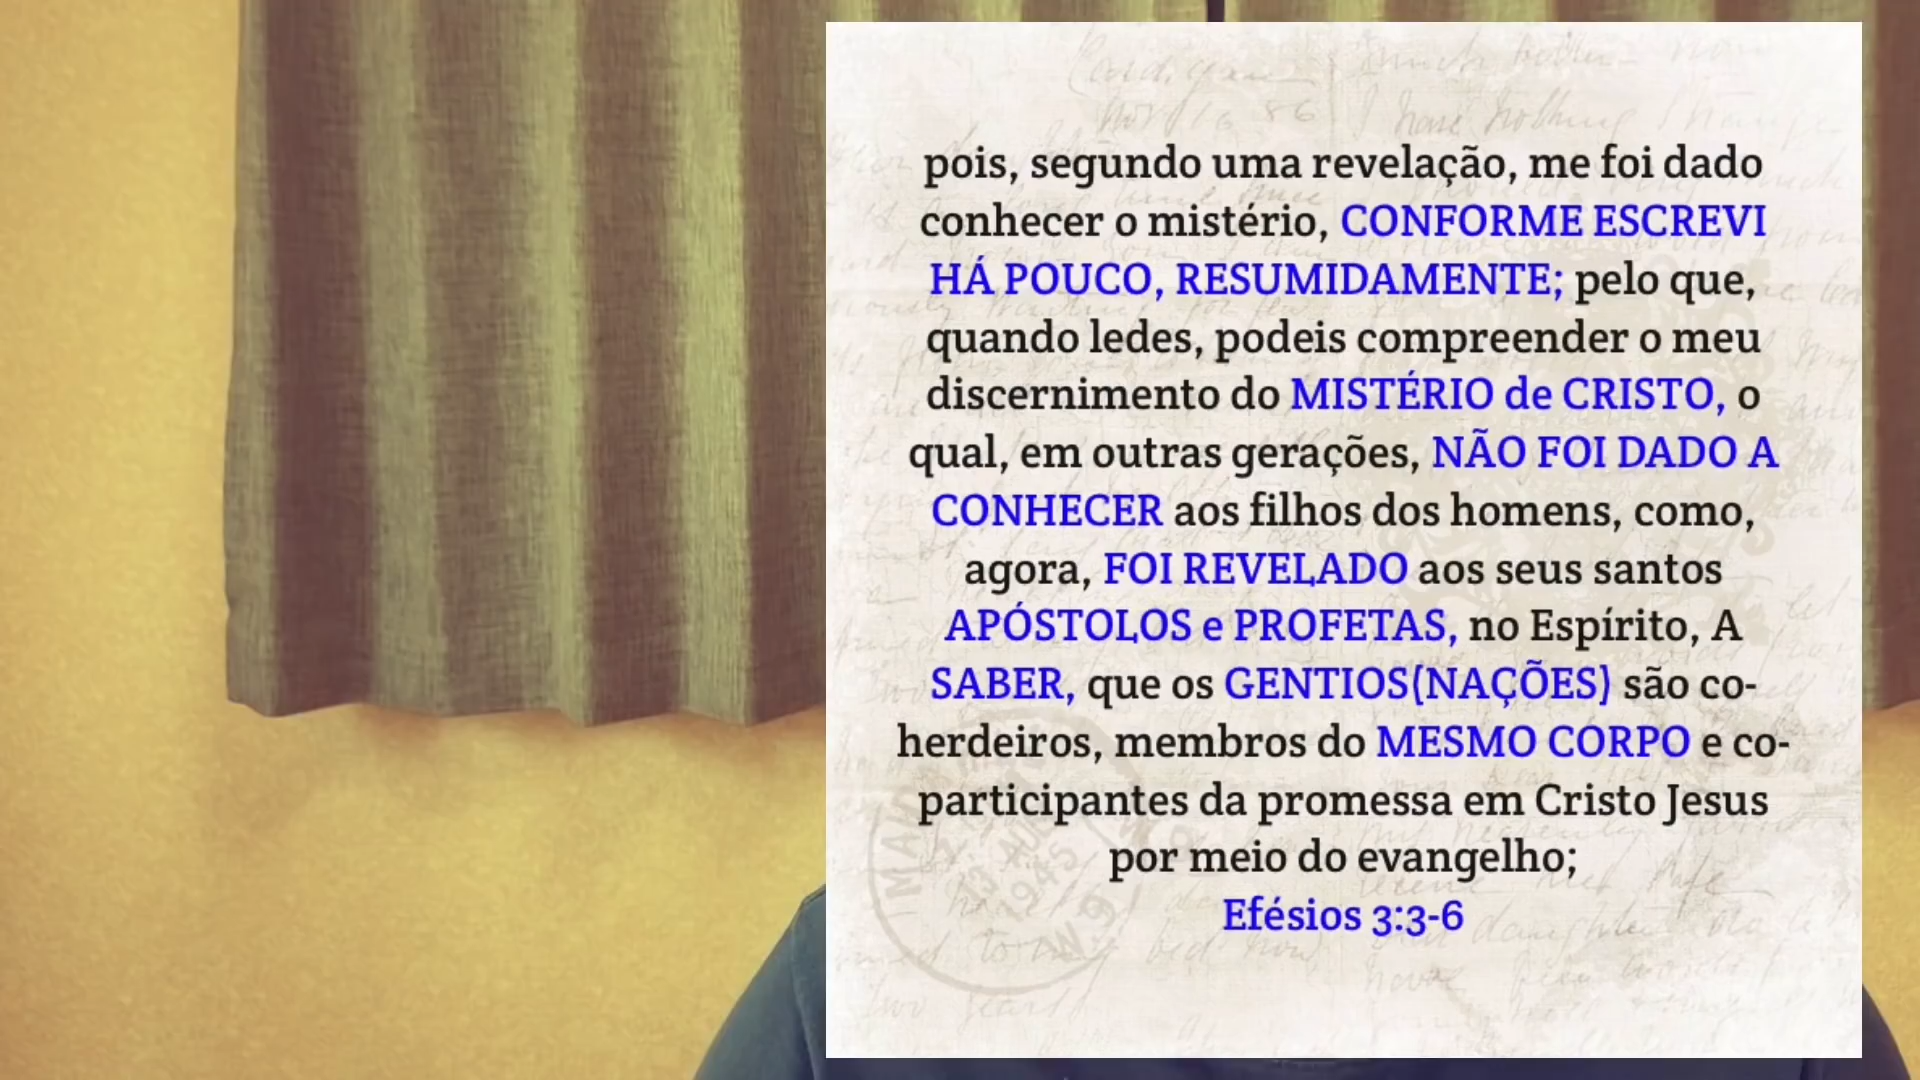 pois, segundo uma revelação, me foi dado
conhecer o mistério, CONFORME ESCREVI
HÁ POUCO, RESUMIDAMENTE; pelo que,
quando ledes, podeis compreender o meu
discernimento do MISTÉRIO de CRISTO, o
qual, em outras gerações, NÃO FOI DADO A
CONHECER aos filhos dos homens, como,
agora, FOI REVELADO aos seus santos
APÓSTOLOS e PROFETAS, no Espírito, A
SABER, que os GENTIOS(NAÇÕES) são co-
herdeiros, membros do MESMO CORPO e co-
participantes da promessa em Cristo Jesus
por meio do evangelho;
Efésios 3:3-6